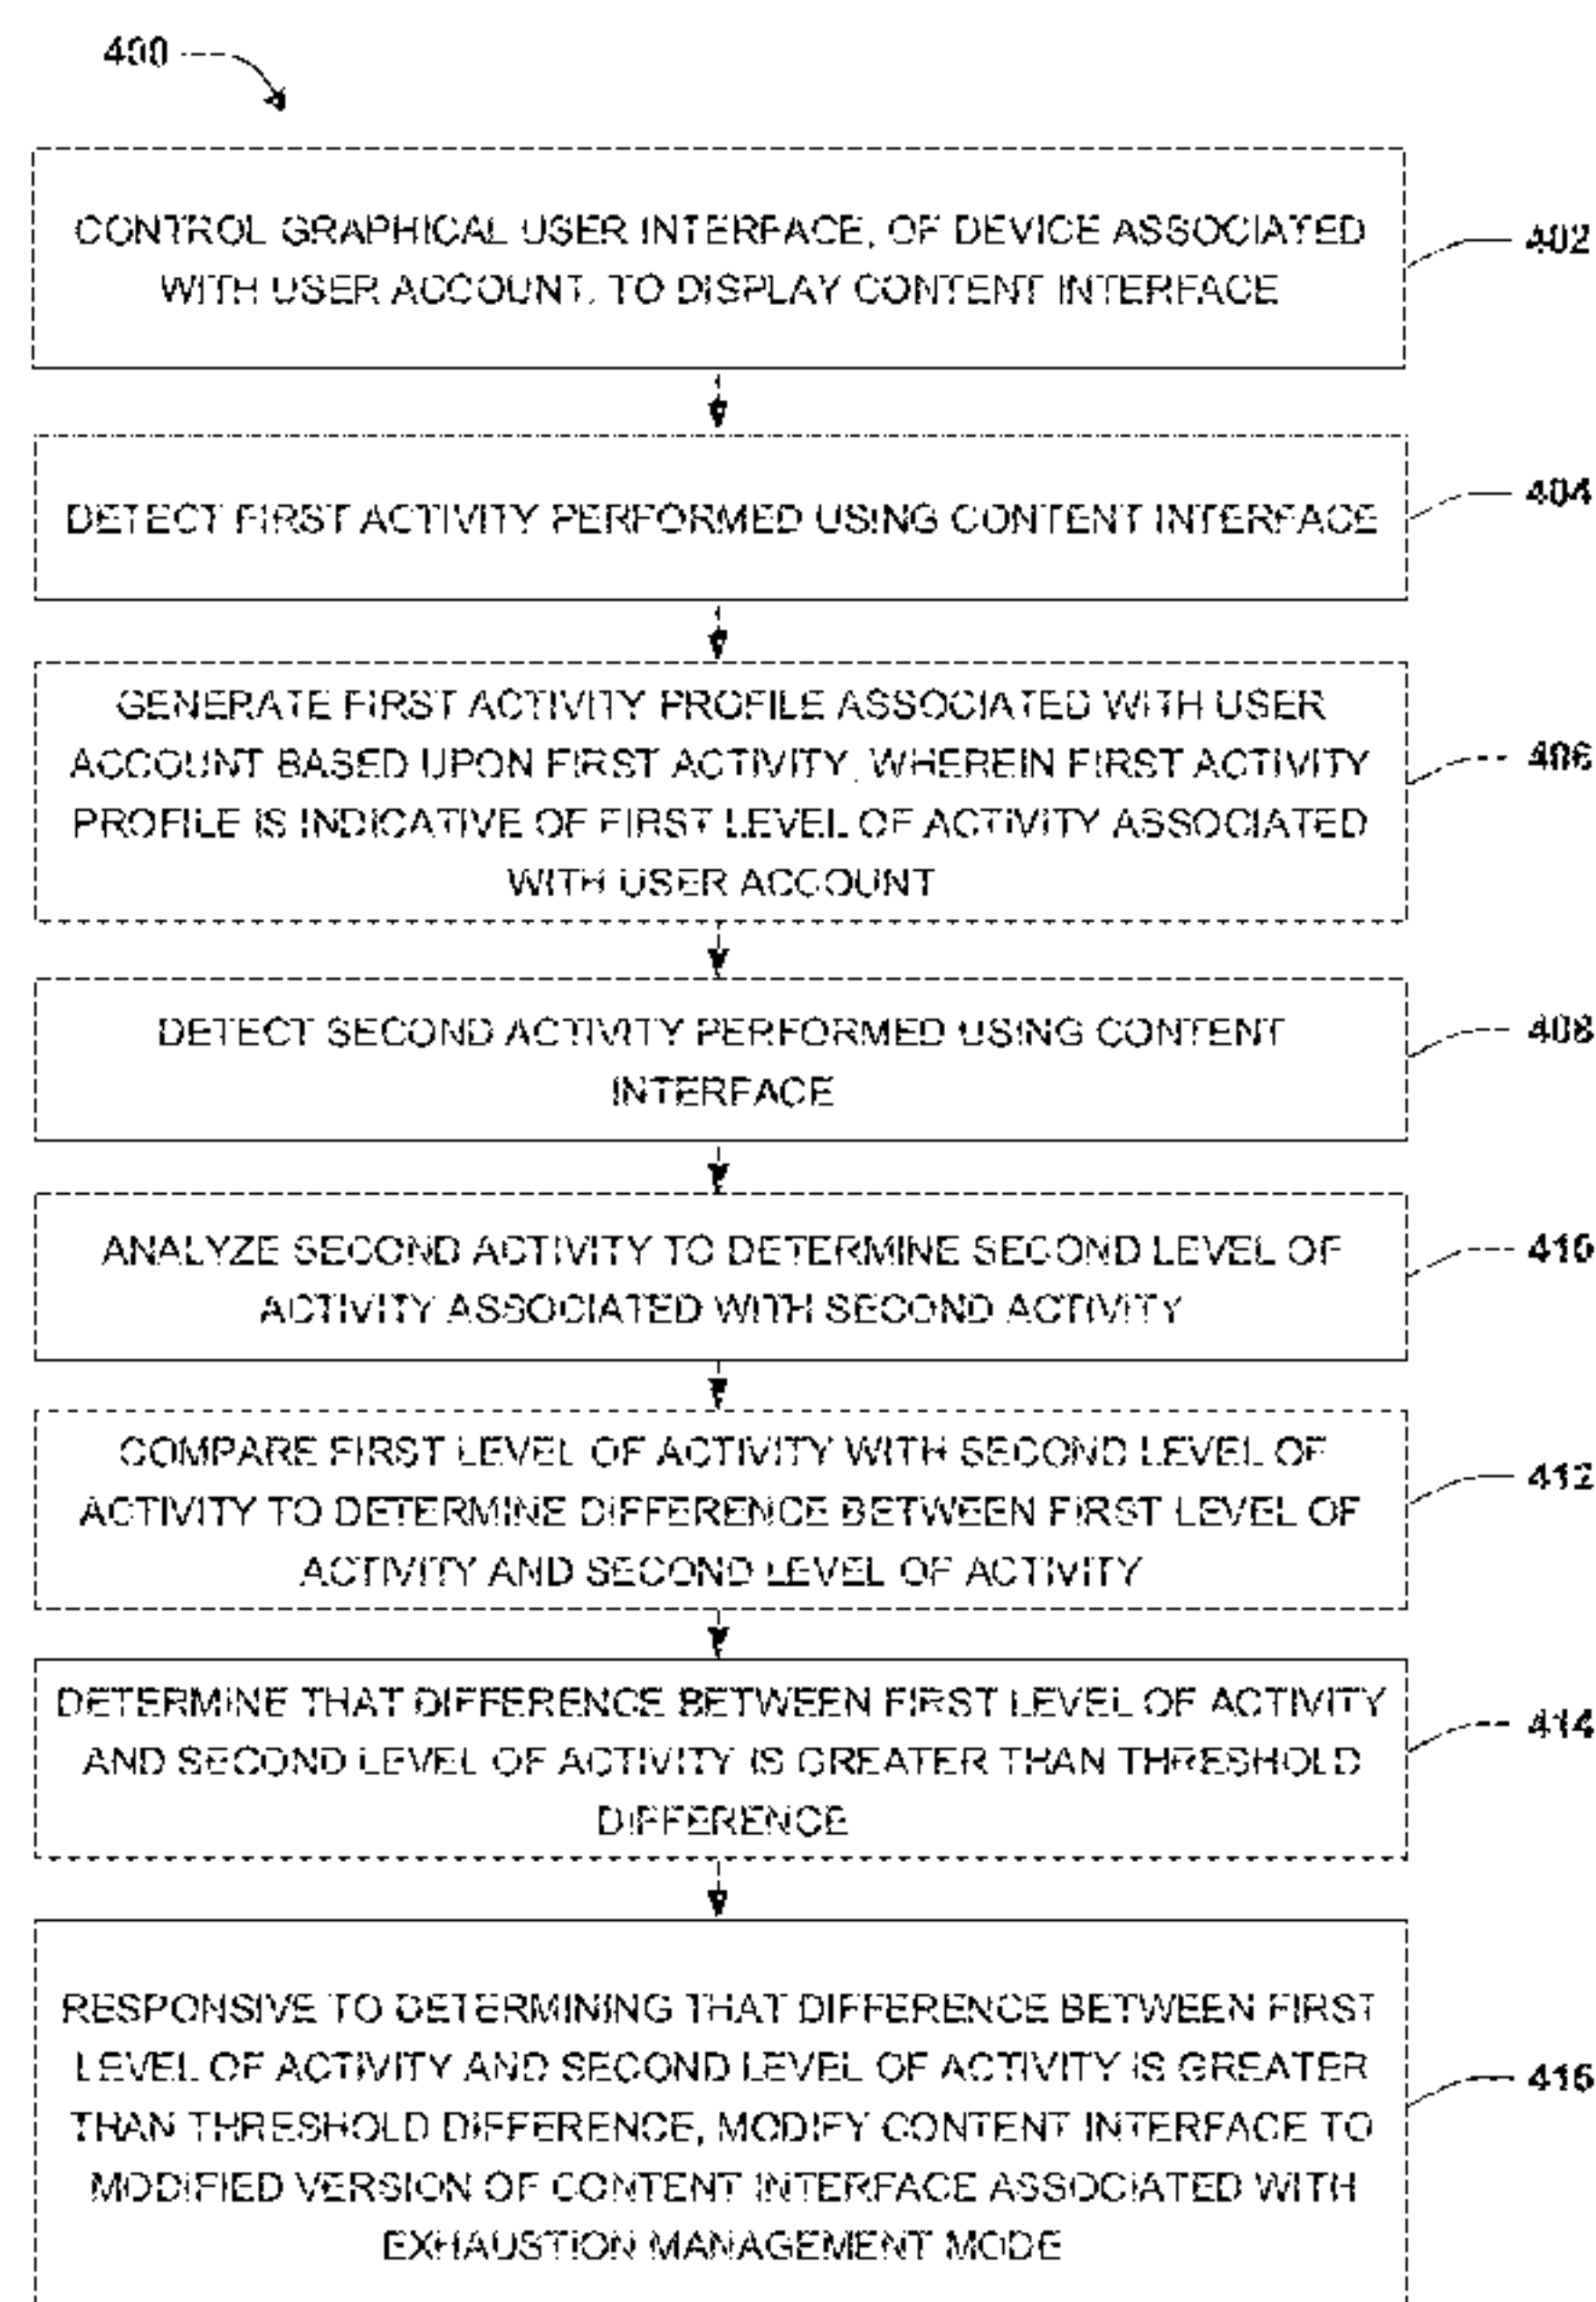 400
CONTROL GRAPHICAL USER INTERFACE, OF DEVICE ASSOCIATED
WITH USER ACCOUNT, TO DISPLAY CONTENT INTERFACE
402
DETECT FIRST ACTIVITY PERFORMED USING CONTENT INTERFACE
404
GENERATE FIRST ACTIVITY PROFILE ASSOCIATED WITH USER
ACCOUNT BASED UPON FIRST ACTIVITY, WHEREIN FIRST ACTIVITY
PROFILE IS INDICATIVE OF FIRST LEVEL OF ACTIVITY ASSOCIATED
WITH USER ACCOUNT
406
DETECT SECOND ACTIVITY PERFORMED USING CONTENT
INTERFACE
408
ANALYZE SECOND ACTIVITY TO DETERMINE SECOND LEVEL OF
ACTIVITY ASSOCIATED WITH SECOND ACTIVITY
410
COMPARE FIRST LEVEL OF ACTIVITY WITH SECOND LEVEL OF
ACTIVITY TO DETERMINE DIFFERENCE BETWEEN FIRST LEVEL OF
ACTIVITY AND SECOND LEVEL OF ACTIVITY
412
DETERMINE THAT DIFFERENCE BETWEEN FIRST LEVEL OF ACTIVITY
AND SECOND LEVEL OF ACTIVITY IS GREATER THAN THRESHOLD
DIFFERENCE
414
RESPONSIVE TO DETERMINING THAT DIFFERENCE BETWEEN FIRST
LEVEL OF ACTIVITY AND SECOND LEVEL OF ACTIVITY IS GREATER
THAN THRESHOLD DIFFERENCE, MODIFY CONTENT INTERFACE TO
MODIFIED VERSION OF CONTENT INTERFACE ASSOCIATED WITH
EXHAUSTION MANAGEMENT MODE
416